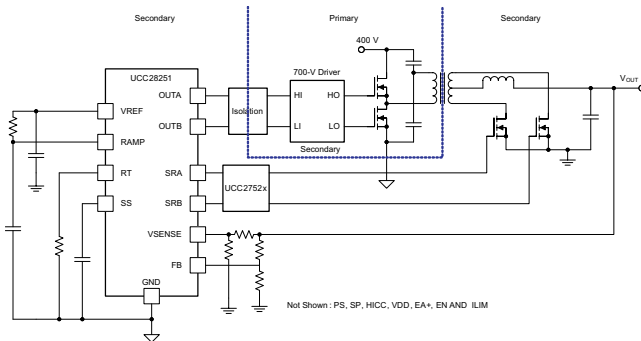 Secondary Primary Secondary
400 V
UCC28251
700-V Driver
VOUT
OUTA
HI HO
VREF
Isolation
OUTB
LI LO
RAMP
Secondary
RT
SRA
UCC2752x
SS
SRB
VSENSE
FB
GND
Not Shown : PS, SP, HICC, VDD, EA+, EN AND ILIM